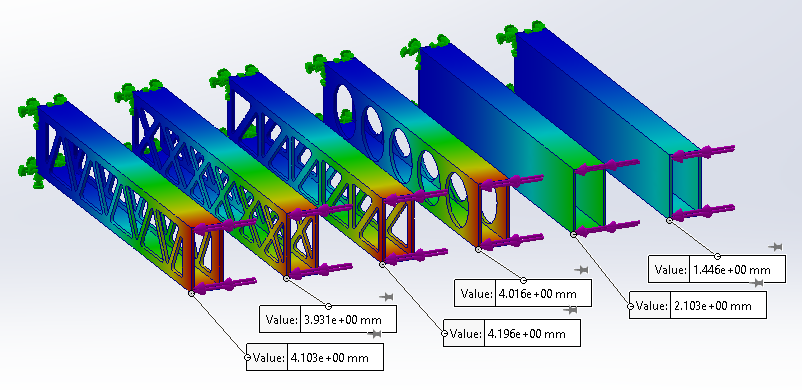 Value: 1.446e+00 mm
Value: 4.016e+00 mm
Value: 2.103e+00 mm
Value: 3.931e+00 mm
Value: 4.196e+00 mm
Value: 4.103e+00 mm